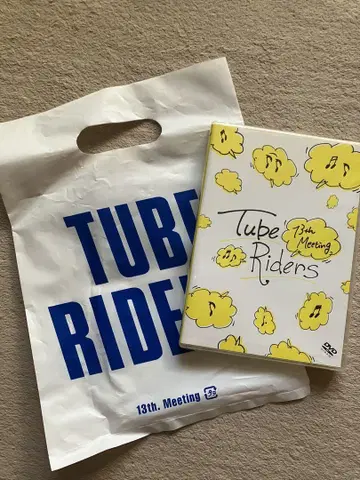 TUBE
RIDE
13th. Meeting
Tube
Riders
13th
Meeting
DVD